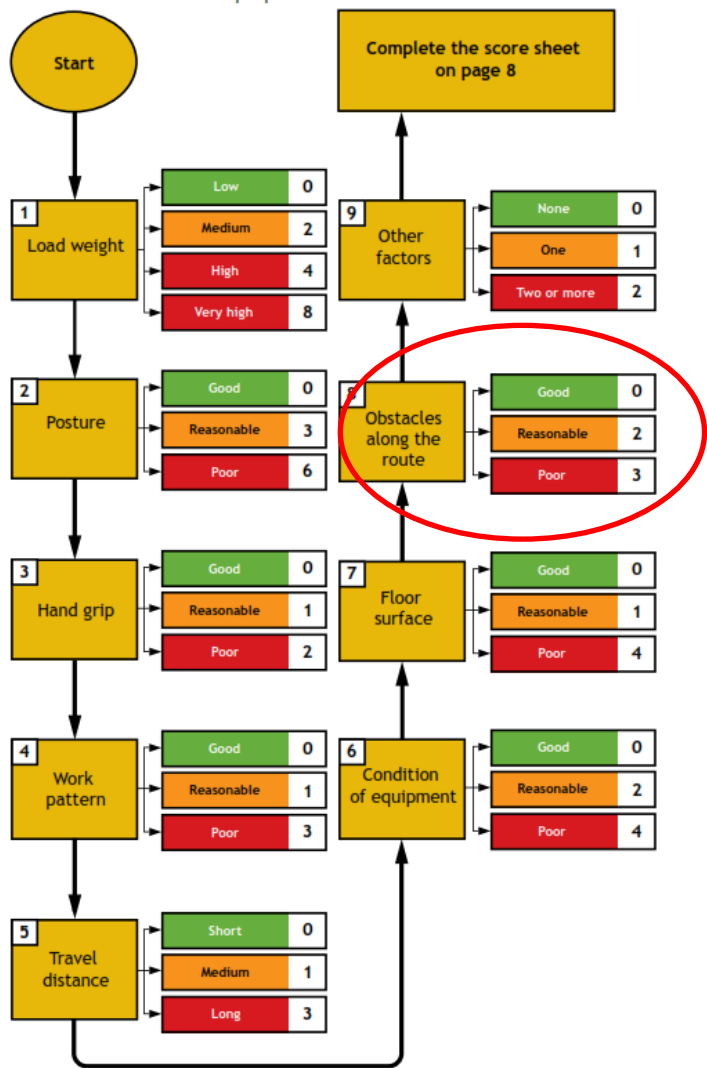 Start
1
Load weight
Low 0
Medium 2
High 4
Very high 8
2
Posture
Good 0
Reasonable 3
Poor 6
3
Hand grip
Good 0
Reasonable 1
Poor 2
4
Work
pattern
Good 0
Reasonable 1
Poor 3
5
Travel
distance
Short 0
Medium 1
Long 3
6
Condition
of equipment
Good 0
Reasonable 2
Poor 4
7
Floor
surface
Good 0
Reasonable 1
Poor 4
8
Obstacles
along the
route
Good 0
Reasonable 2
Poor 3
9
Other
factors
None 0
One 1
Two or more 2
Complete the score sheet
on page 8